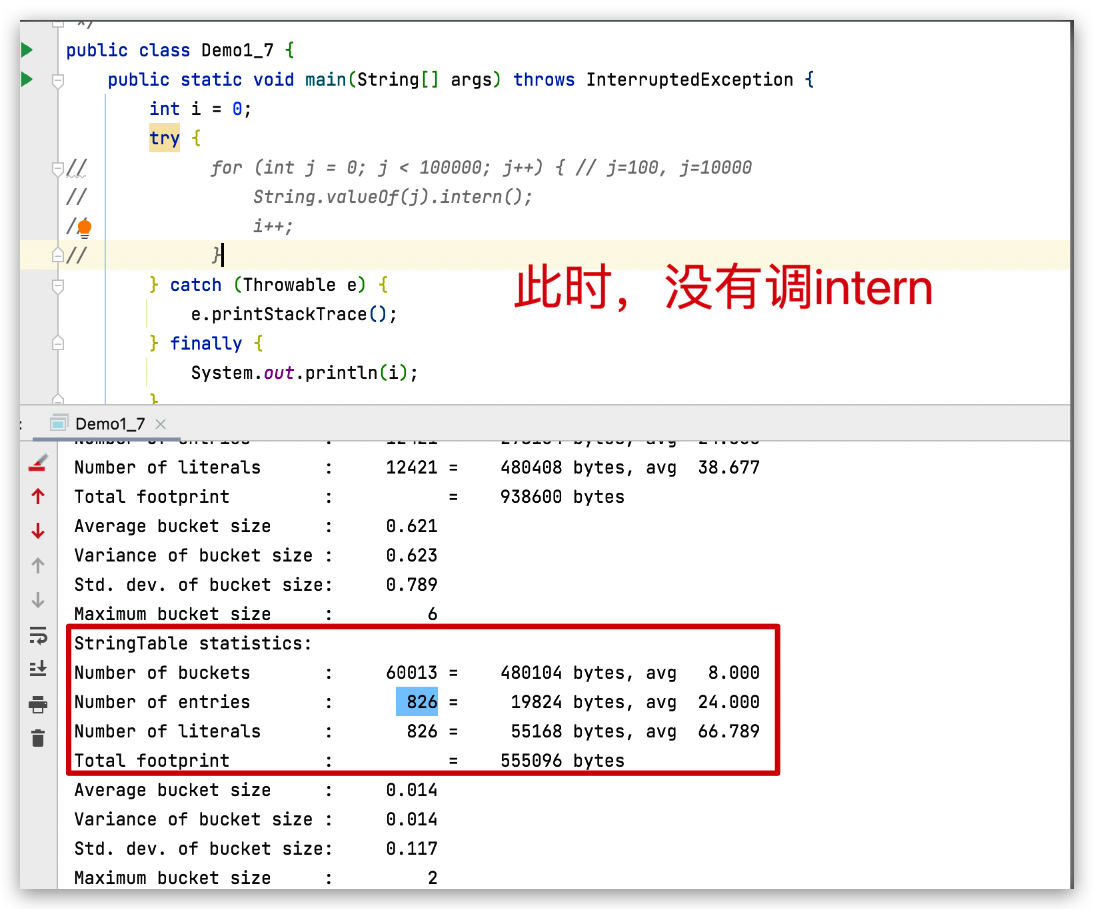 */
public class Demo1_7 {
public static void main(String[] args) throws InterruptedException {
int i = 0;
try {
// for (int j = 0; j < 100000; j++) { // j=100, j=10000
// String.valueOf(j).intern();
// i++;
// }
} catch (Throwable e) {
此时，没有调intern
e.printStackTrace();
} finally {
System.out.println(i);
}
: Demo1_7 ×
Number of entries : 12421
Number of literals : 12421 = 480408 bytes, avg 38.677
Total footprint : = 938600 bytes
Average bucket size : 0.621
Variance of bucket size : 0.623
Std. dev. of bucket size: 0.789
Maximum bucket size : 6
StringTable statistics:
Number of buckets : 60013 = 480104 bytes, avg 8.000
Number of entries : 826 = 19824 bytes, avg 24.000
Number of literals : 826 = 55168 bytes, avg 66.789
Total footprint : = 555096 bytes
Average bucket size : 0.014
Variance of bucket size : 0.014
Std. dev. of bucket size: 0.117
Maximum bucket size : 2